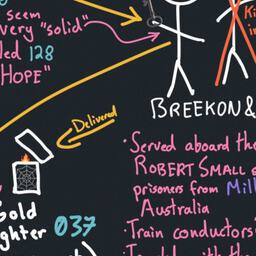 seem
very "solid"
led 128
HOPE"
Ki
in
BREEKON &
Delivered
• Served aboard the
ROBERT SMALL
prisoners from Mil
Australia
• Train conductors
Gold
ghter 037